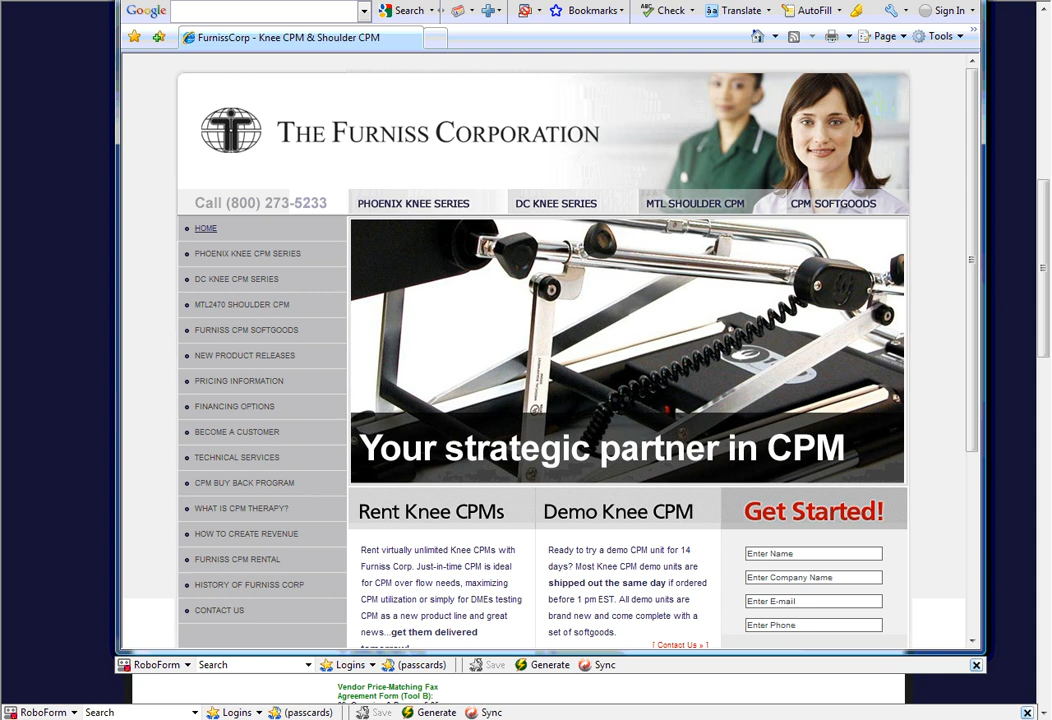 Google
Search
Bookmarks
Check
Translate
AutoFill
Sign In
FurnissCorp - Knee CPM & Shoulder CPM
Page
Tools
THE FURNISS CORPORATION
Call (800) 273-5233
PHOENIX KNEE SERIES
DC KNEE SERIES
MTL SHOULDER CPM
CPM SOFTGOODS
HOME
PHOENIX KNEE CPM SERIES
DC KNEE CPM SERIES
MTL2470 SHOULDER CPM
FURNISS CPM SOFTGOODS
NEW PRODUCT RELEASES
PRICING INFORMATION
FINANCING OPTIONS
BECOME A CUSTOMER
TECHNICAL SERVICES
CPM BUY BACK PROGRAM
WHAT IS CPM THERAPY?
HOW TO CREATE REVENUE
FURNISS CPM RENTAL
HISTORY OF FURNISS CORP
CONTACT US
Your strategic partner in CPM
Rent Knee CPMs
Rent virtually unlimited Knee CPMs with
Furniss Corp. Just-in-time CPM is ideal
for CPM over flow needs, maximizing
CPM utilization or simply for DMEs testing
CPM as a new product line and great
news...get them delivered
tomorrow!
Demo Knee CPM
Ready to try a demo CPM unit for 14
days? Most Knee CPM demo units are
shipped out the same day if ordered
before 1 pm EST. All demo units are
brand new and come complete with a
set of softgoods.
[ Contact Us » ]
Get Started!
Enter Name
Enter Company Name
Enter E-mail
Enter Phone
RoboForm Search Logins (passcards) Save Generate Sync
Vendor Price-Matching Fax
Agreement Form (Tool B):
RoboForm Search Logins (passcards) Save Generate Sync